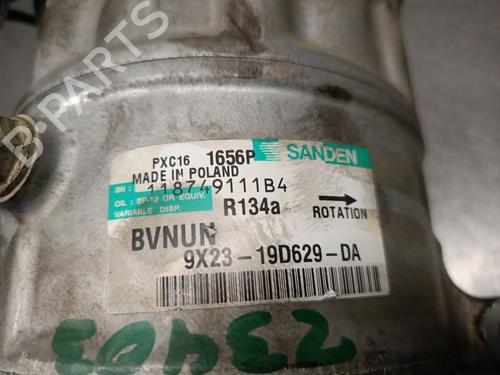 B-PARTS
PXC16 1656P SANDEN
MADE IN POLAND
SN: 118749111B4
OIL: SP-10 OR EQUIV.
VARIABLE DISP. R134a ROTATION
BVNUN
9X23-19D629-DA
23403